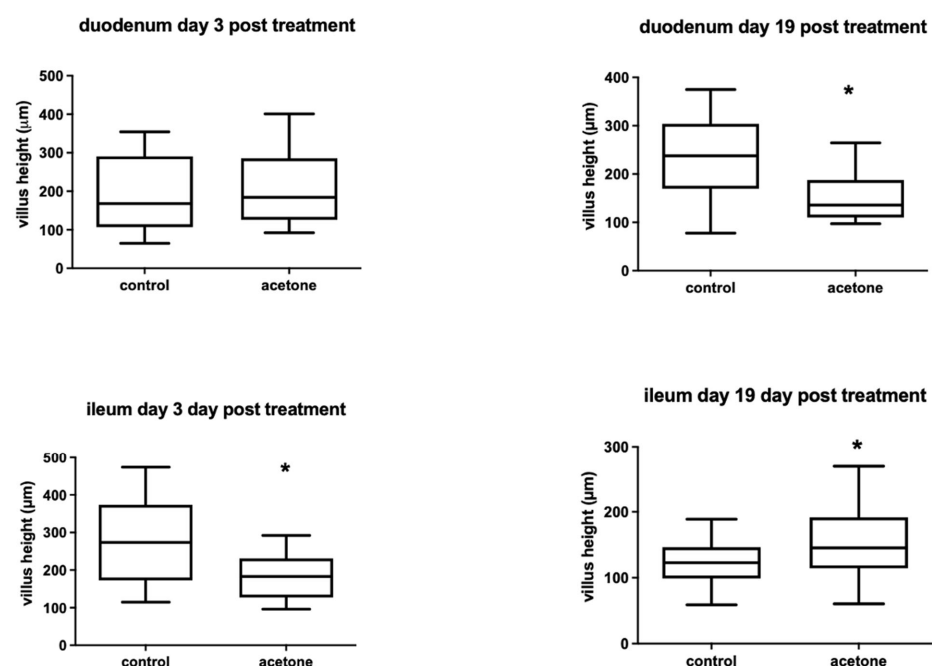 duodenum day 3 post treatment
villus height (μm)
500
400
300
200
100
0
control acetone
duodenum day 19 post treatment
villus height (μm)
400
300
200
100
0
*
control acetone
ileum day 3 day post treatment
villus height (μm)
500
400
300
200
100
0
*
control acetone
ileum day 19 day post treatment
villus height (μm)
300
200
100
0
*
control acetone